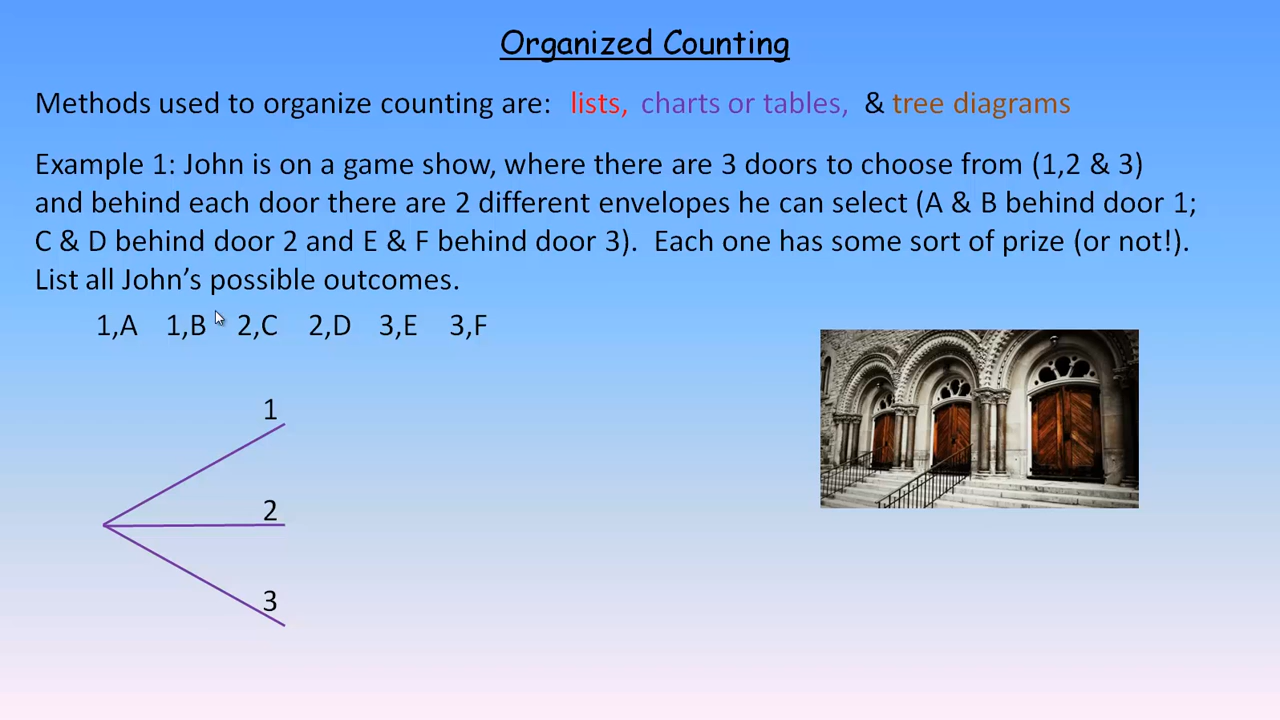 Organized Counting
Methods used to organize counting are: lists, charts or tables, & tree diagrams
Example 1: John is on a game show, where there are 3 doors to choose from (1,2 & 3)
and behind each door there are 2 different envelopes he can select (A & B behind door 1;
C & D behind door 2 and E & F behind door 3). Each one has some sort of prize (or not!).
List all John’s possible outcomes.
1,A 1,B 2,C 2,D 3,E 3,F
1
2
3